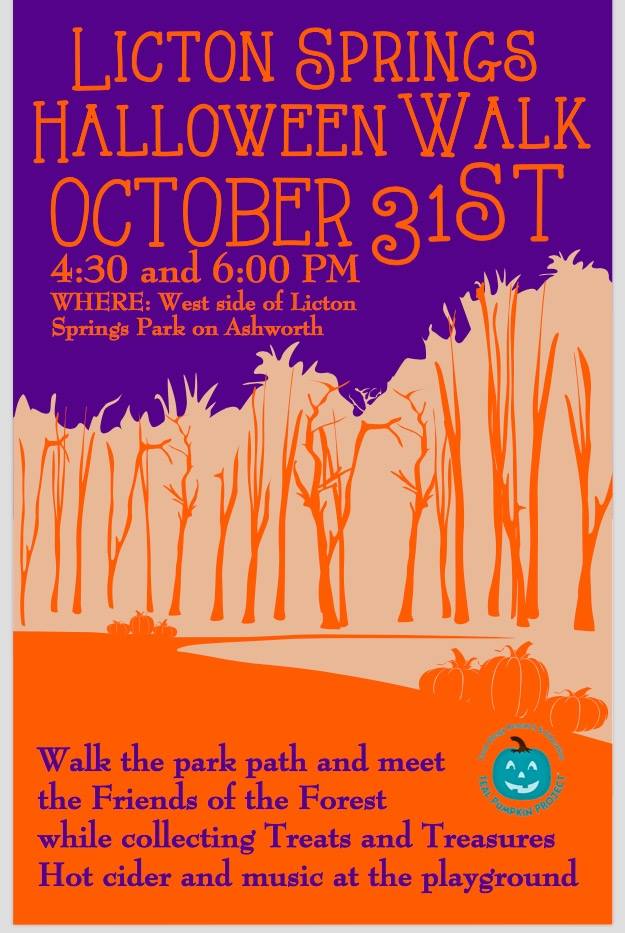 Licton Springs
Halloween Walk
October 31st
4:30 and 6:00 PM
WHERE: West side of Licton
Springs Park on Ashworth
Walk the park path and meet
the Friends of the Forest
while collecting Treats and Treasures
Hot cider and music at the playground
TEAL PUMPKIN PROJECT